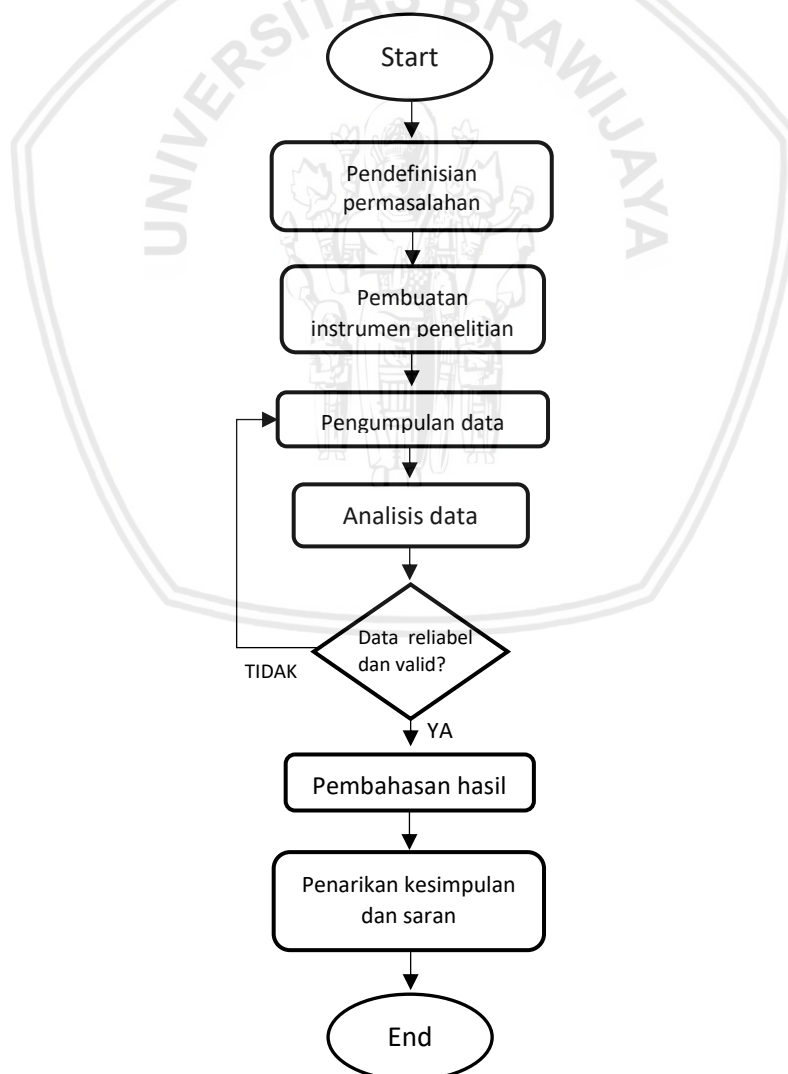 UNIVERSITAS BRAWIJAYA
Start
Pendefinisian
permasalahan
Pembuatan
instrumen penelitian
Pengumpulan data
Analisis data
Data reliabel
dan valid?
TIDAK
YA
Pembahasan hasil
Penarikan kesimpulan
dan saran
End